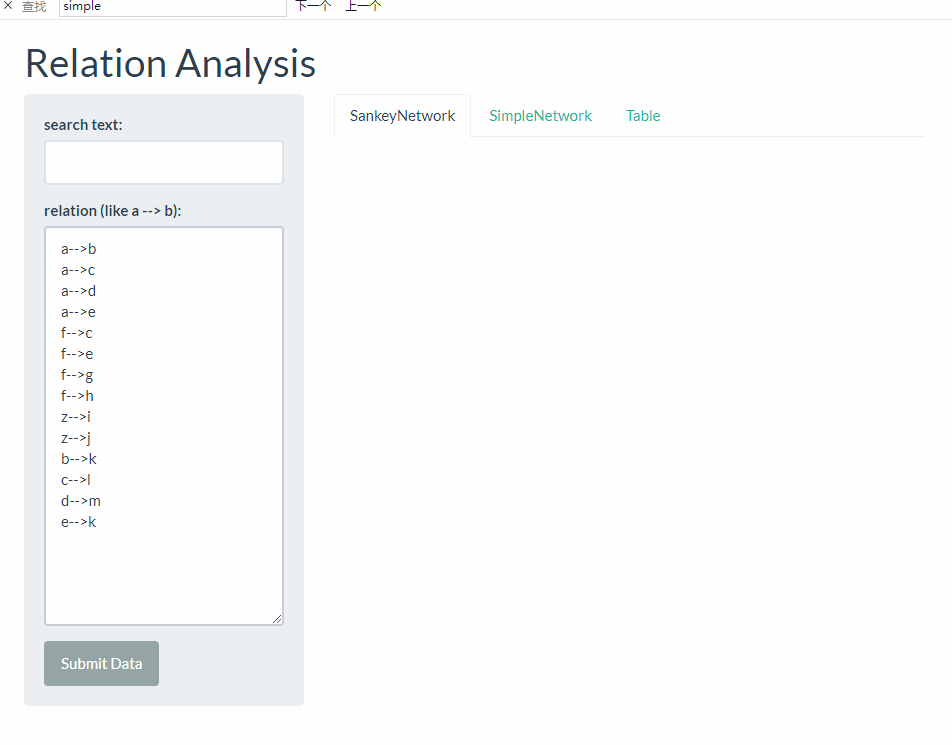 查找 simple 下一个 上一个
Relation Analysis
search text:
relation (like a --> b):
a-->b
a-->c
a-->d
a-->e
f-->c
f-->e
f-->g
f-->h
z-->i
z-->j
b-->k
c-->l
d-->m
e-->k
Submit Data
SankeyNetwork SimpleNetwork Table